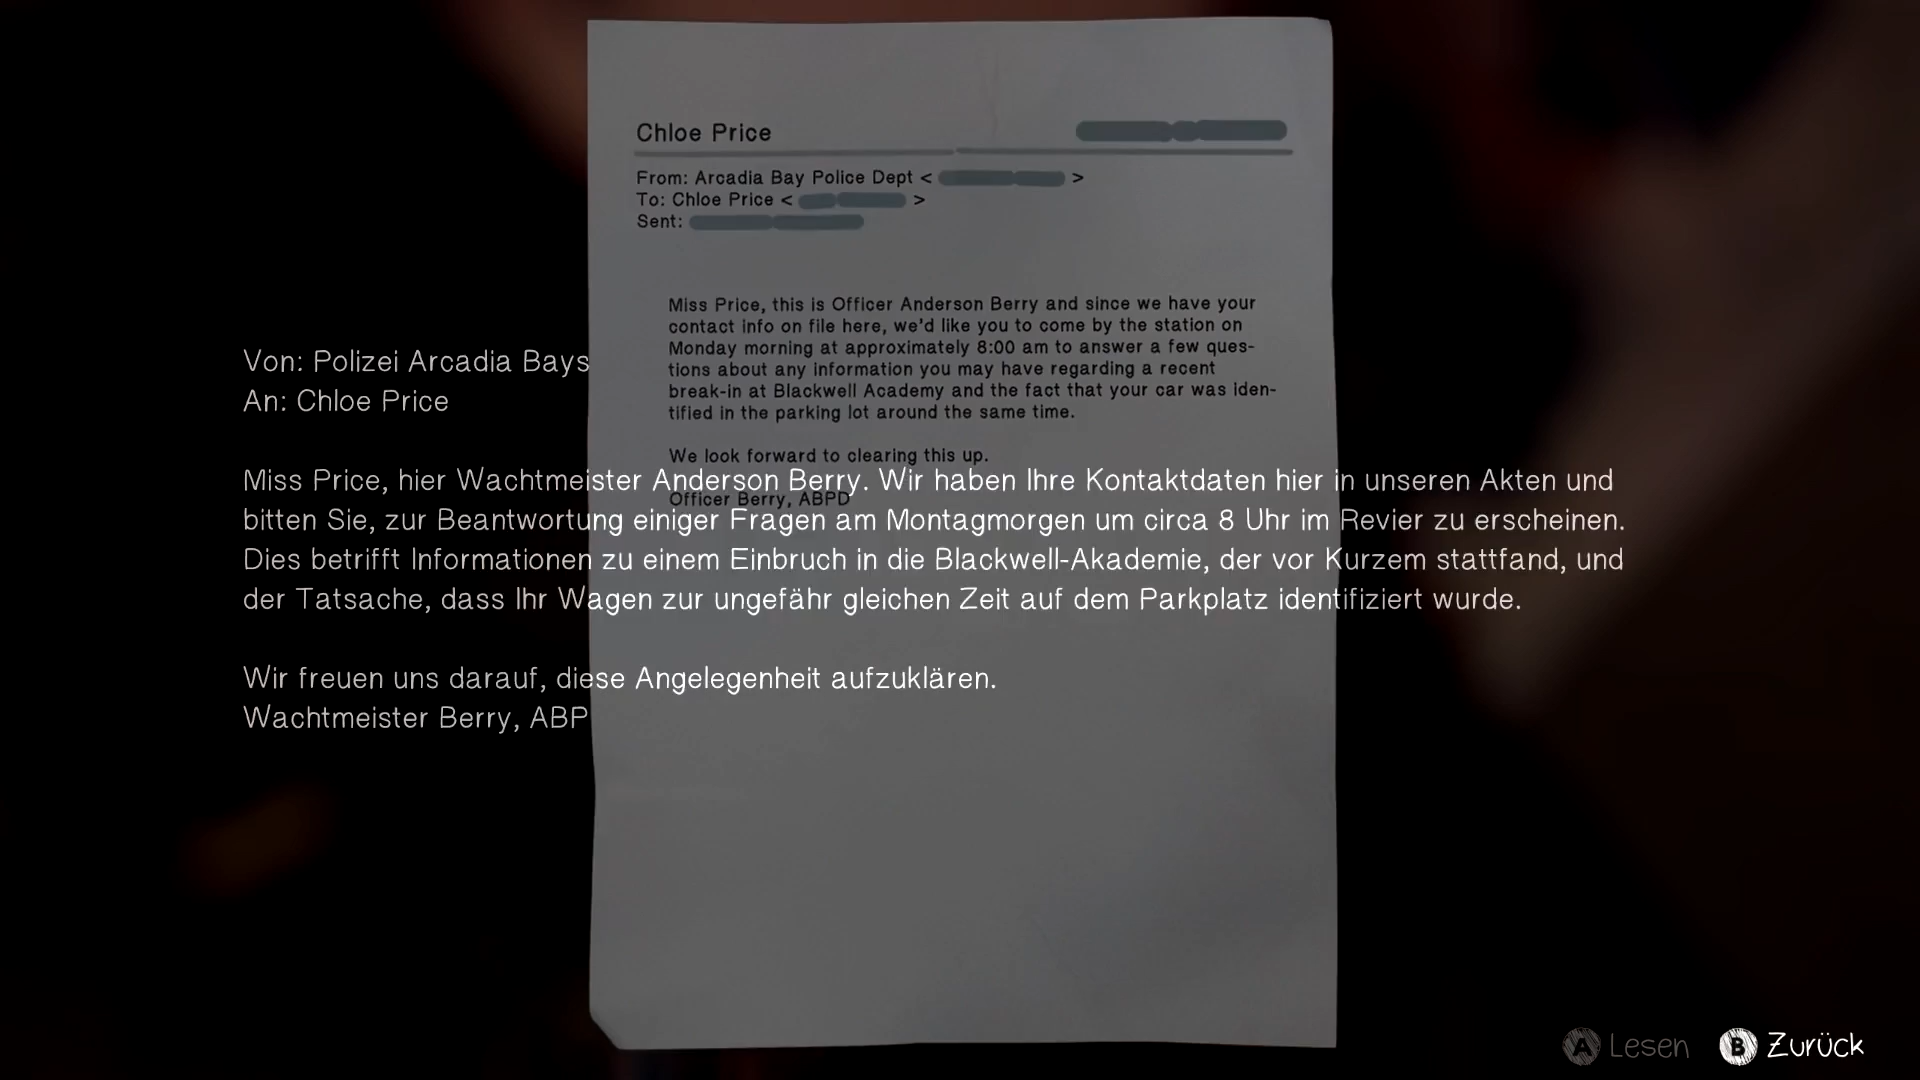 Chloe Price
From: Arcadia Bay Police Dept < >
To: Chloe Price < >
Sent:
Miss Price, this is Officer Anderson Berry and since we have your
contact info on file here, we'd like you to come by the station on
Monday morning at approximately 8:00 am to answer a few ques-
tions about any information you may have regarding a recent
break-in at Blackwell Academy and the fact that your car was iden-
tified in the parking lot around the same time.
We look forward to clearing this up.
Officer Berry, ABPD
Von: Polizei Arcadia Bays
An: Chloe Price
Miss Price, hier Wachtmeister Anderson Berry. Wir haben Ihre Kontaktdaten hier in unseren Akten und
bitten Sie, zur Beantwortung einiger Fragen am Montagmorgen um circa 8 Uhr im Revier zu erscheinen.
Dies betrifft Informationen zu einem Einbruch in die Blackwell-Akademie, der vor Kurzem stattfand, und
der Tatsache, dass Ihr Wagen zur ungefähr gleichen Zeit auf dem Parkplatz identifiziert wurde.
Wir freuen uns darauf, diese Angelegenheit aufzuklären.
Wachtmeister Berry, ABP
A Lesen
B Zurück